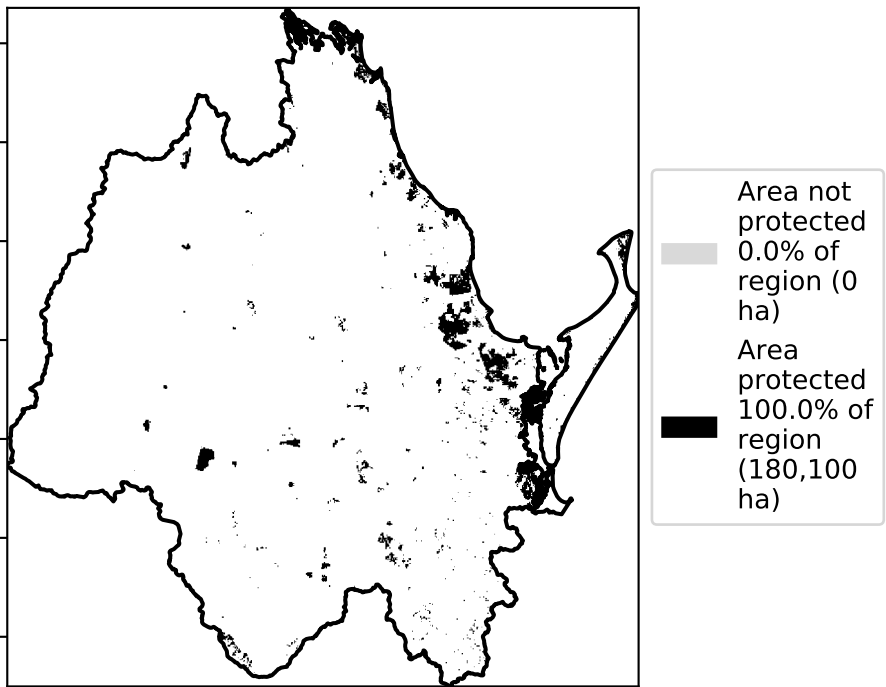 Area not
protected
0.0% of
region (0
ha)
Area
protected
100.0% of
region
(180,100
ha)